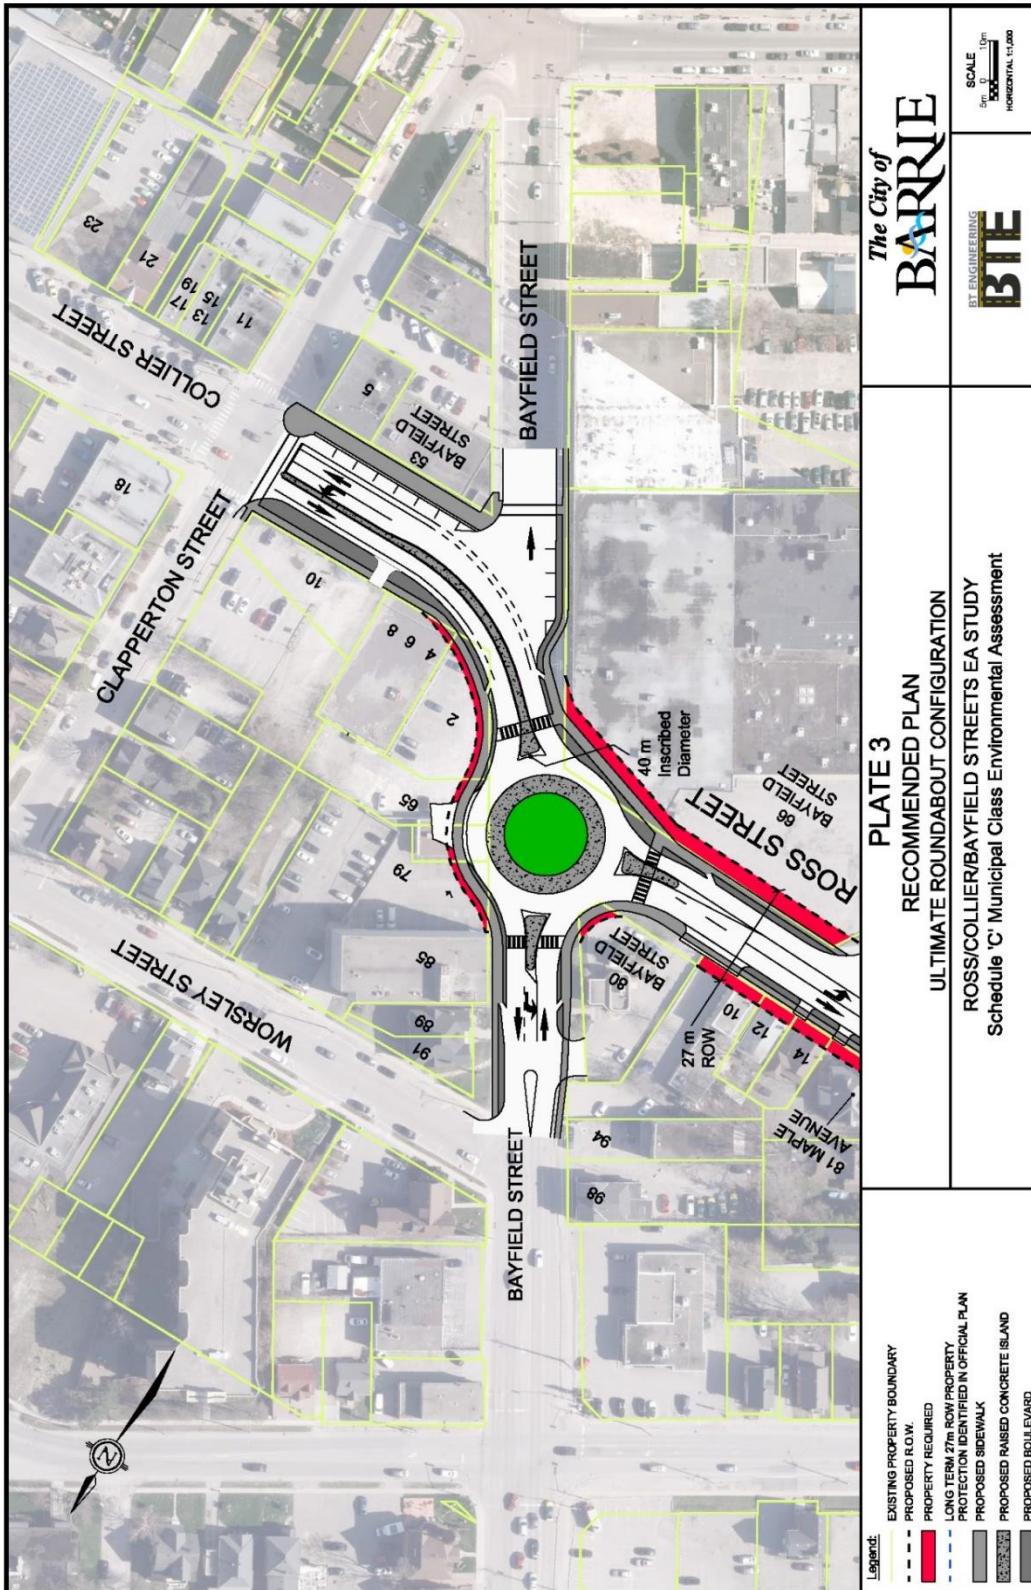 23
21
15 19
13 17
11
COLLIER STREET
18
5
53
BAYFIELD
STREET
BAYFIELD STREET
CLAPPERTON STREET
10
8
6
4
2
65
79
85
89
91
WORSLEY STREET
40 m
Inscribed
Diameter
ROSS STREET
66
BAYFIELD
STREET
80
BAYFIELD
STREET
27 m
ROW
10
12
14
81 MAPLE
AVENUE
94
98
BAYFIELD STREET
N
Legend:
EXISTING PROPERTY BOUNDARY
PROPOSED R.O.W.
PROPERTY REQUIRED
LONG TERM 27m ROW PROPERTY
PROTECTION IDENTIFIED IN OFFICIAL PLAN
PROPOSED SIDEWALK
PROPOSED RAISED CONCRETE ISLAND
PROPOSED BOULEVARD
PLATE 3
RECOMMENDED PLAN
ULTIMATE ROUNDABOUT CONFIGURATION
ROSS/COLLIER/BAYFIELD STREETS EA STUDY
Schedule 'C' Municipal Class Environmental Assessment
The City of
BARRIE
BT ENGINEERING
BTE
SCALE
5m 0 10m
HORIZONTAL 1:1,000